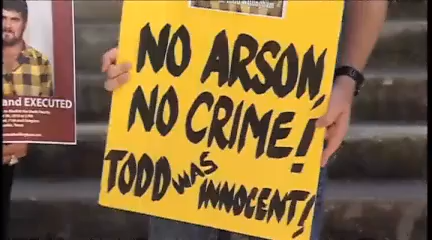 and EXECUTED
NO ARSON,
NO CRIME!
TODD WAS
INNOCENT!